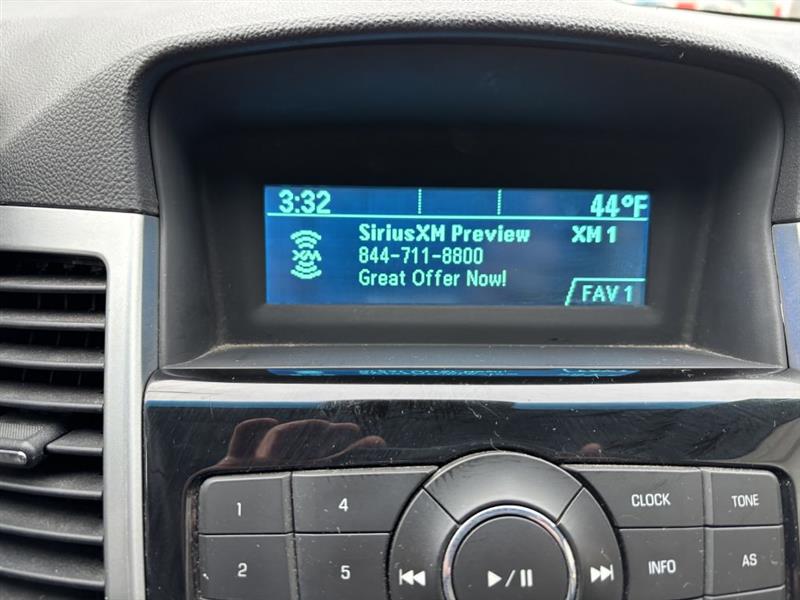 3:32 44°F
SiriusXM Preview XM 1
844-711-8800
Great Offer Now!
XM
FAV 1
1 4 CLOCK TONE
2 5 INFO AS